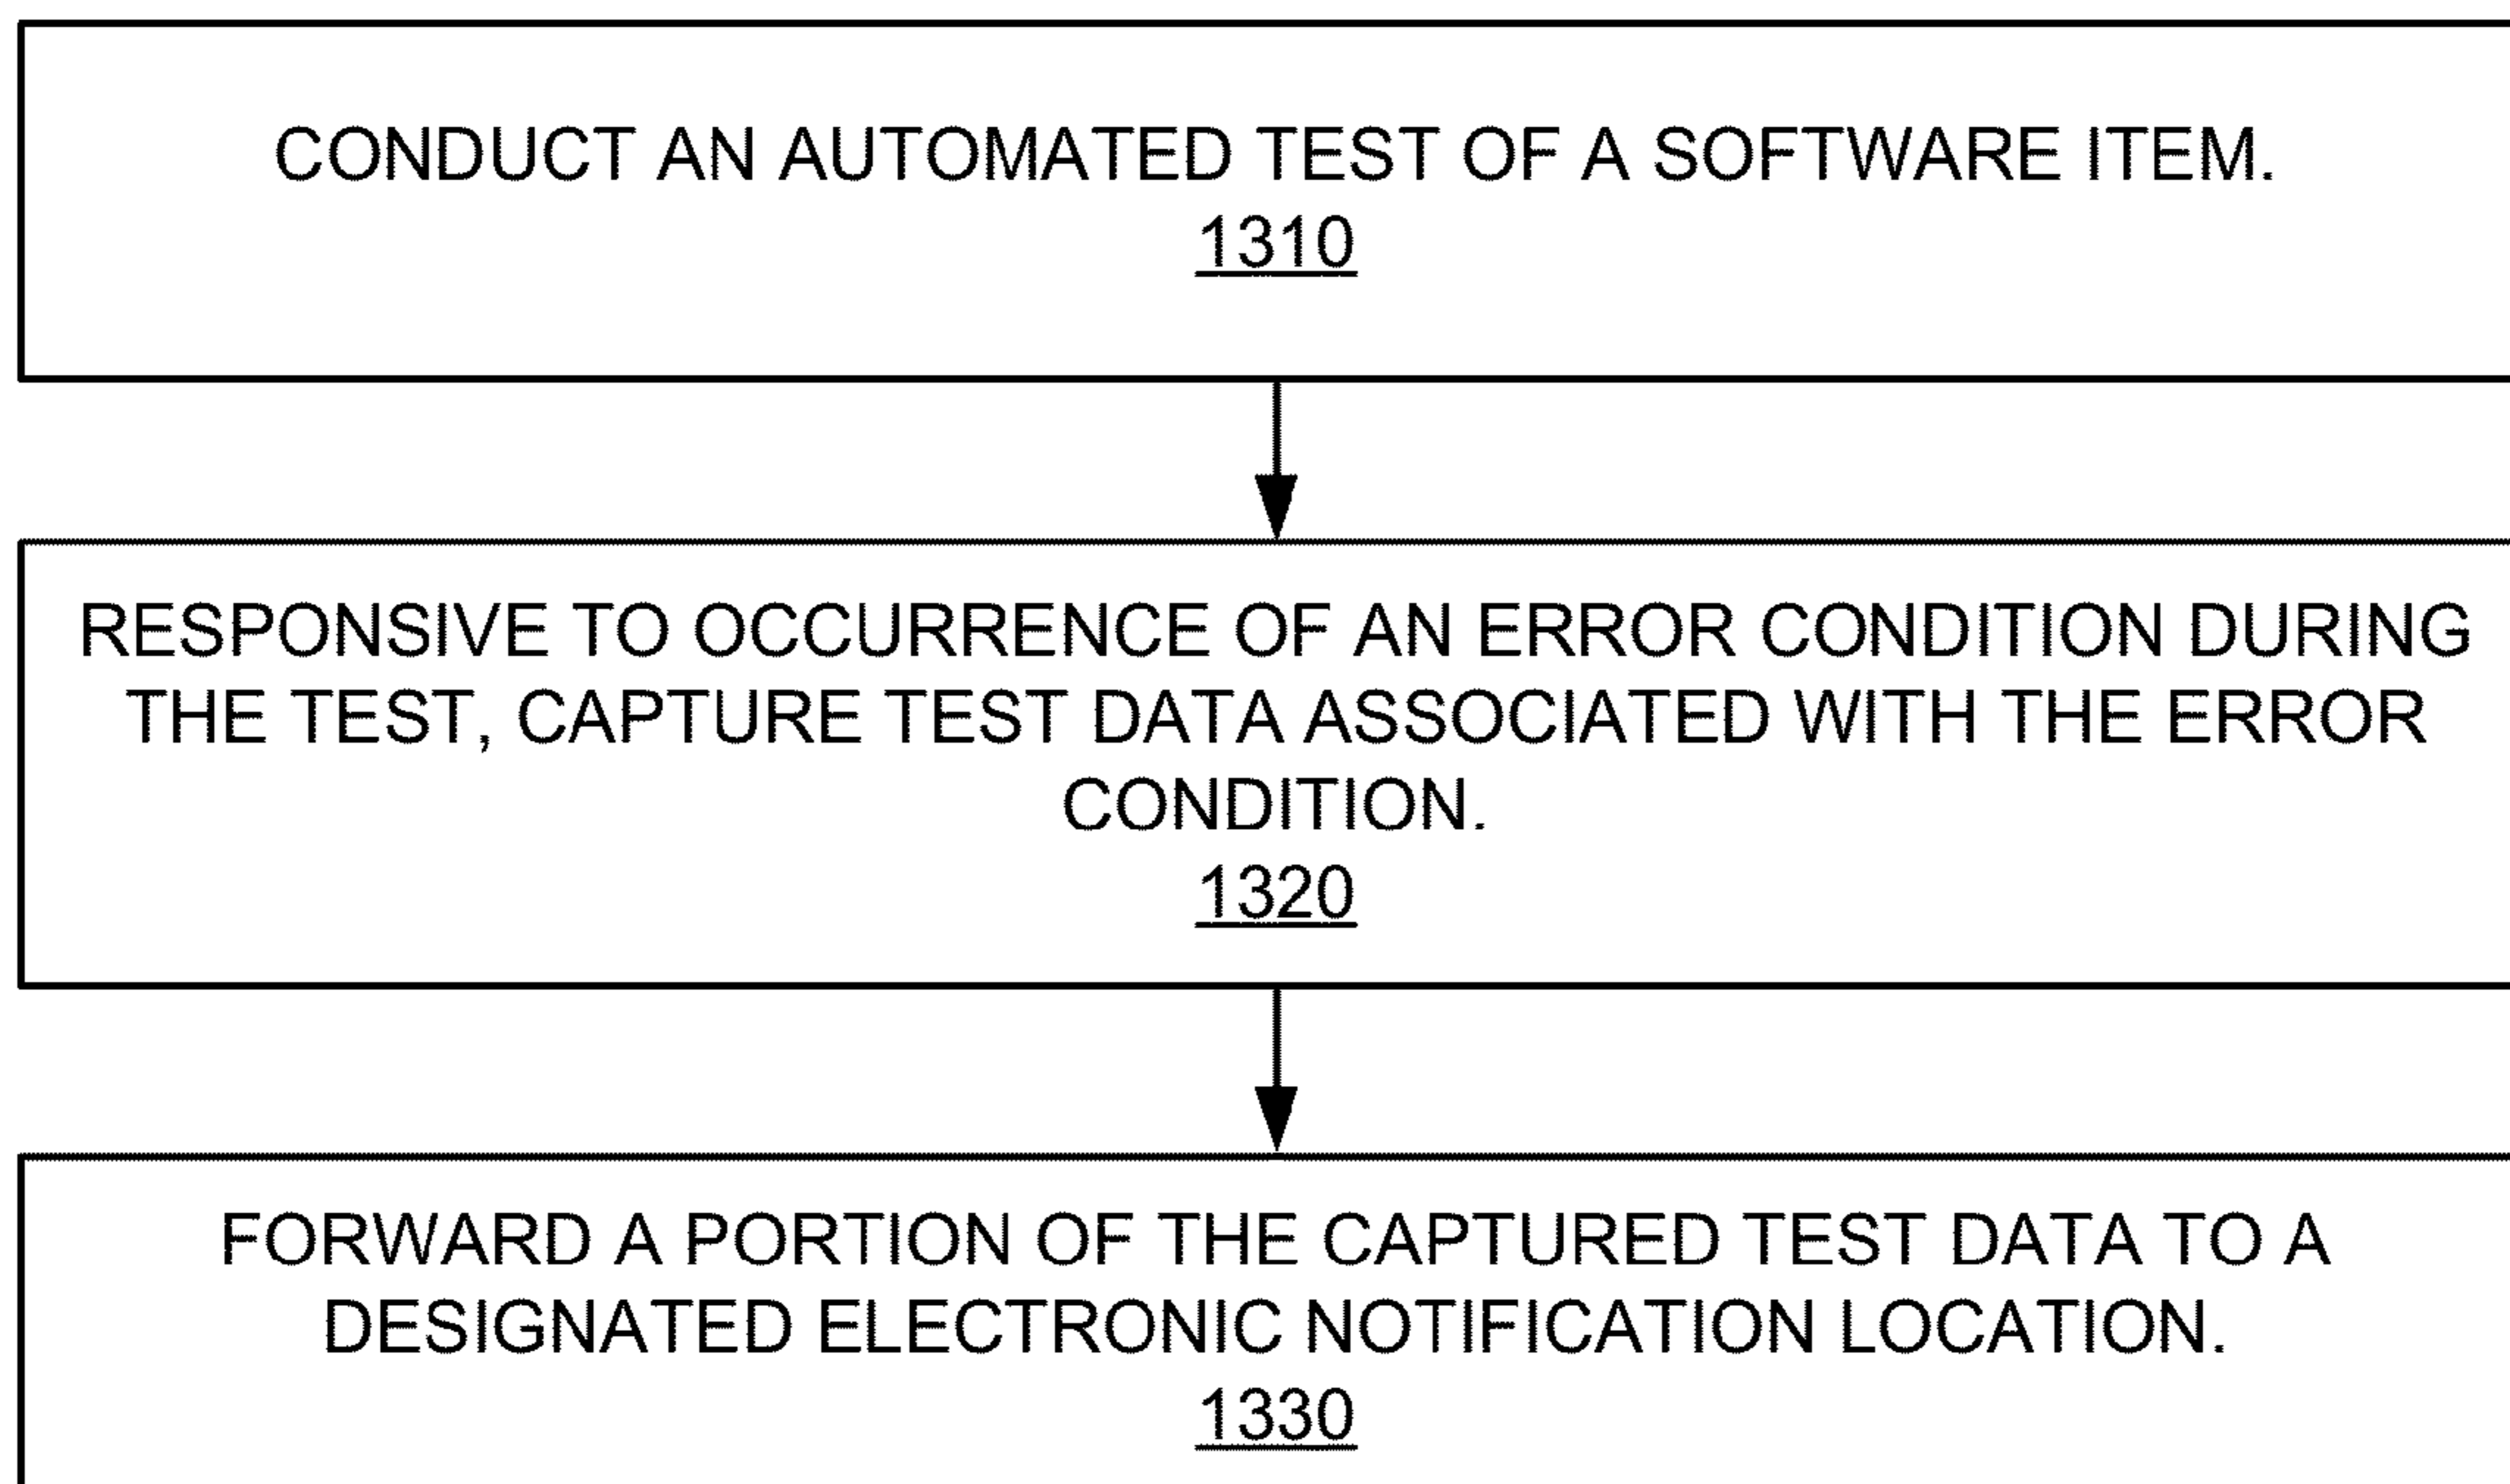 CONDUCT AN AUTOMATED TEST OF A SOFTWARE ITEM.
1310
RESPONSIVE TO OCCURRENCE OF AN ERROR CONDITION DURING
THE TEST, CAPTURE TEST DATA ASSOCIATED WITH THE ERROR
CONDITION.
1320
FORWARD A PORTION OF THE CAPTURED TEST DATA TO A
DESIGNATED ELECTRONIC NOTIFICATION LOCATION.
1330